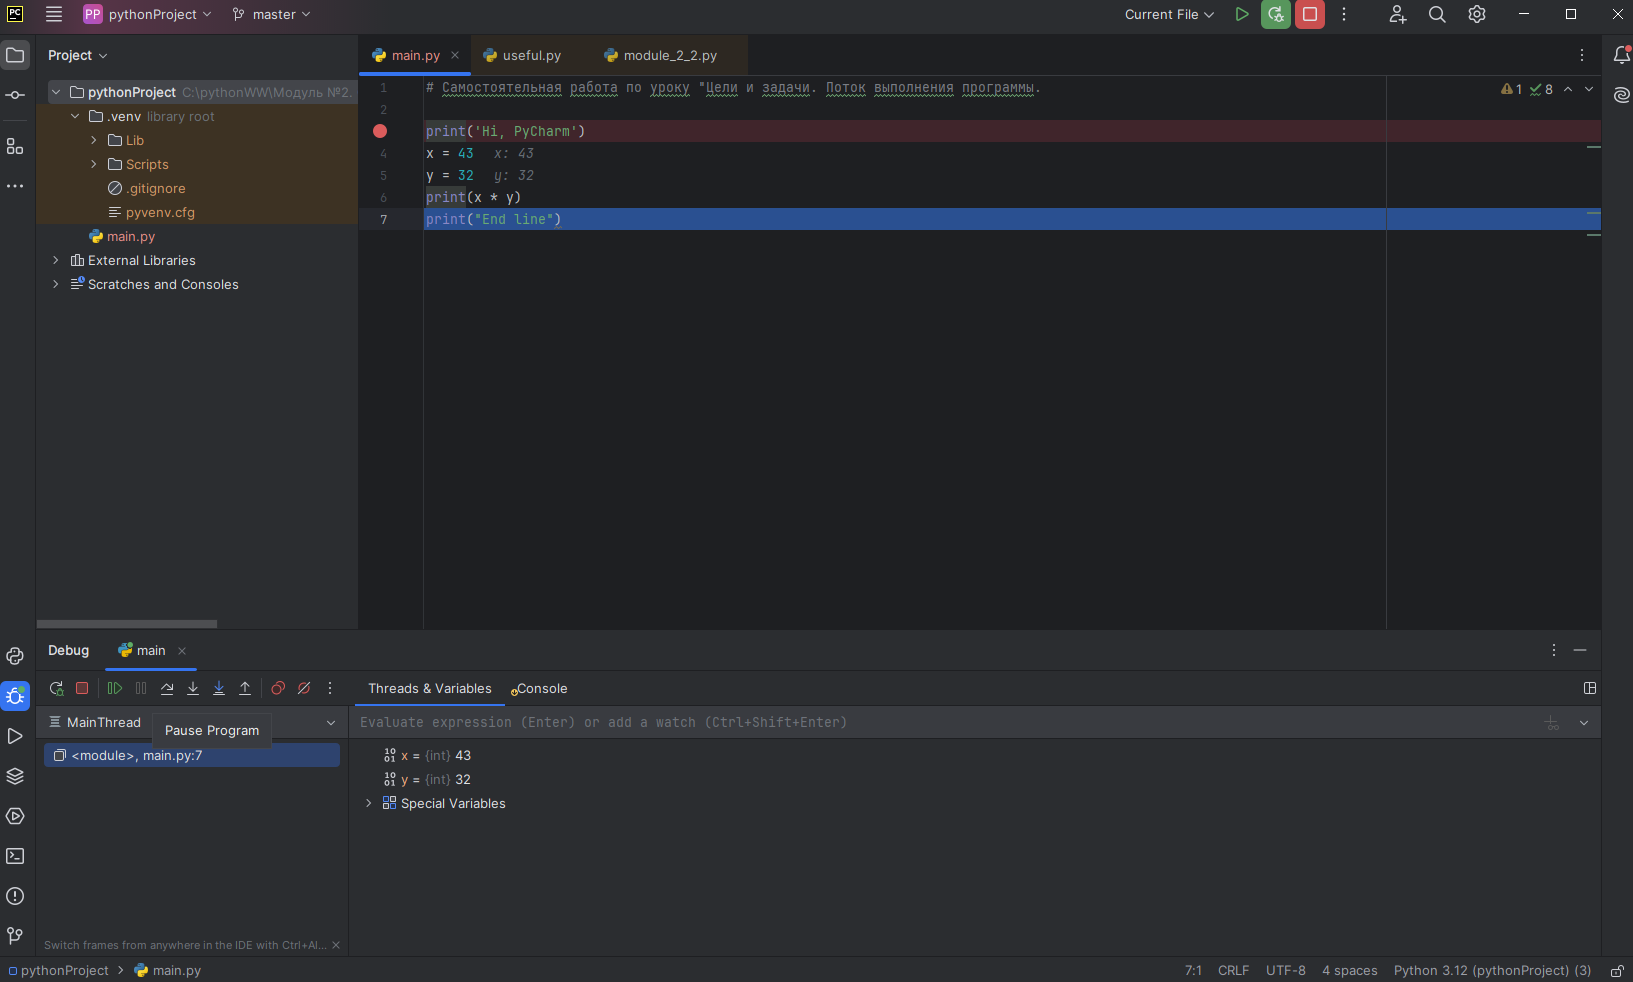 PC PP pythonProject master Current File
Project
main.py useful.py module_2_2.py
pythonProject C:\pythonWW\Модуль №2.
.venv library root
Lib
Scripts
.gitignore
pyvenv.cfg
main.py
External Libraries
Scratches and Consoles
1 # Самостоятельная работа по уроку "Цели и задачи. Поток выполнения программы.
1 8
2
print('Hi, PyCharm')
4 x = 43 x: 43
5 y = 32 y: 32
6 print(x * y)
7 print("End line")
Debug main
Threads & Variables Console
MainThread
Pause Program
Evaluate expression (Enter) or add a watch (Ctrl+Shift+Enter)
<module>, main.py:7
x = {int} 43
y = {int} 32
Special Variables
Switch frames from anywhere in the IDE with Ctrl+Al...
pythonProject main.py
7:1 CRLF UTF-8 4 spaces Python 3.12 (pythonProject) (3)